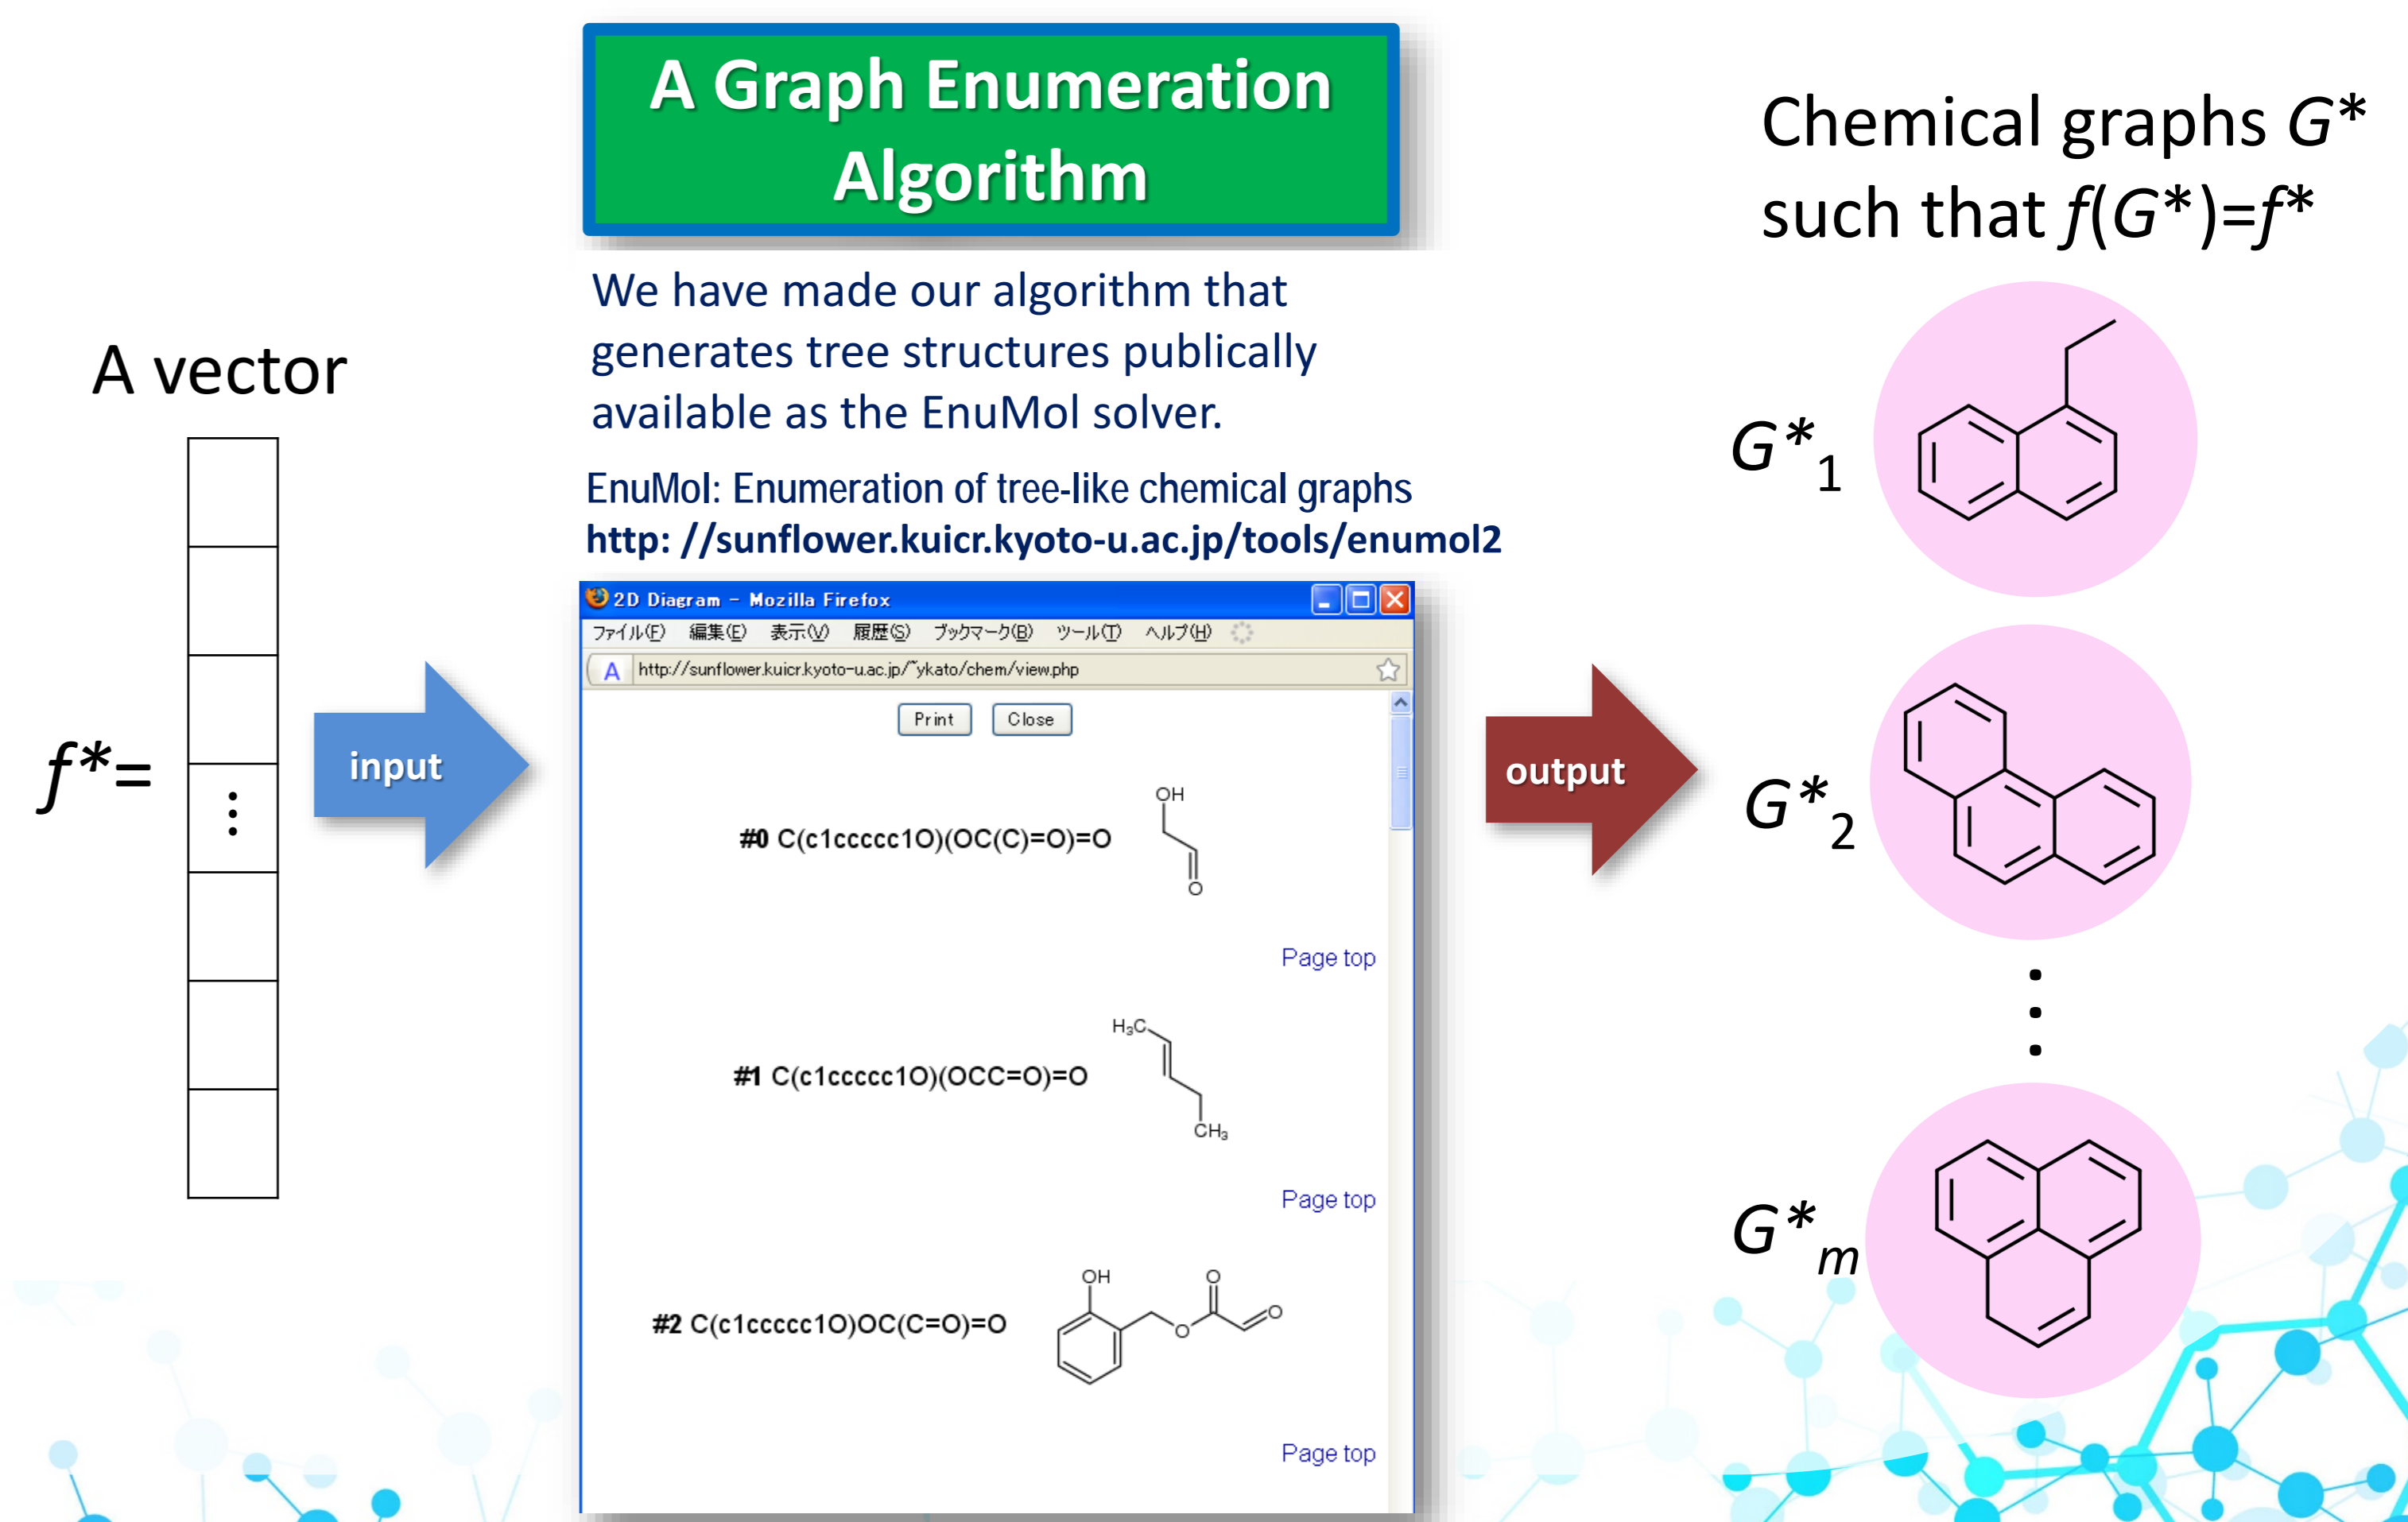 A Graph Enumeration
Algorithm
We have made our algorithm that
generates tree structures publically
available as the EnuMol solver.
EnuMol: Enumeration of tree-like chemical graphs
http: //sunflower.kuicr.kyoto-u.ac.jp/tools/enumol2
A vector
f*=
⋮
input
2D Diagram - Mozilla Firefox
ファイル(F) 編集(E) 表示(V) 履歴(S) ブックマーク(B) ツール(T) ヘルプ(H)
A http://sunflower.kuicr.kyoto-u.ac.jp/~ykato/chem/view.php
Print Close
#0 C(c1ccccc1O)(OC(C)=O)=O
OH
O
Page top
#1 C(c1ccccc1O)(OCC=O)=O
H₃C
CH₃
Page top
#2 C(c1ccccc1O)OC(C=O)=O
OH O
O O
Page top
output
Chemical graphs G*
such that f(G*)=f*
G*₁
G*₂
⋮
G*ₘ